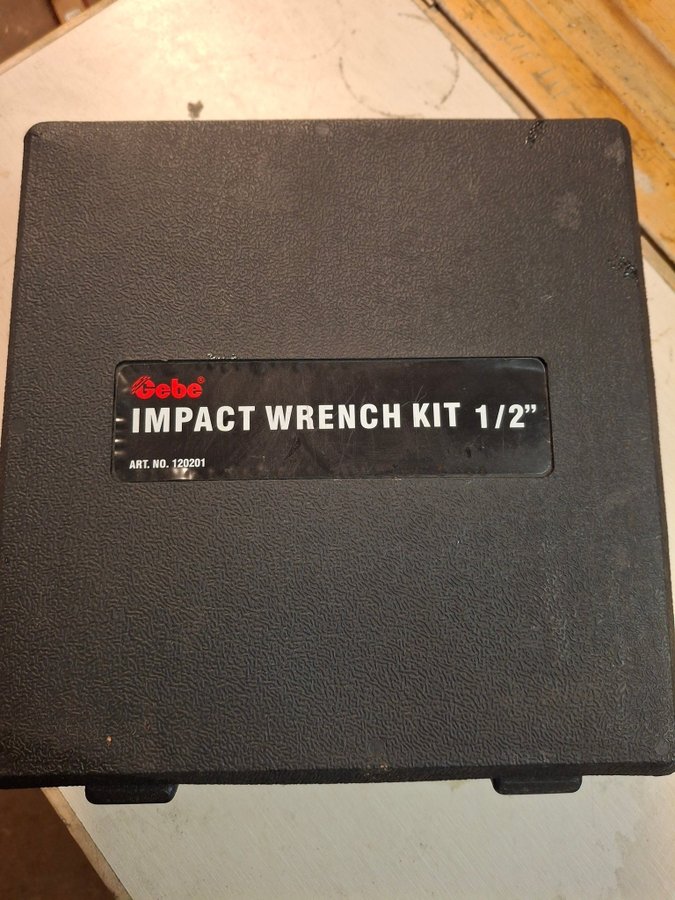 Gebe®
IMPACT WRENCH KIT 1/2”
ART. NO. 120201